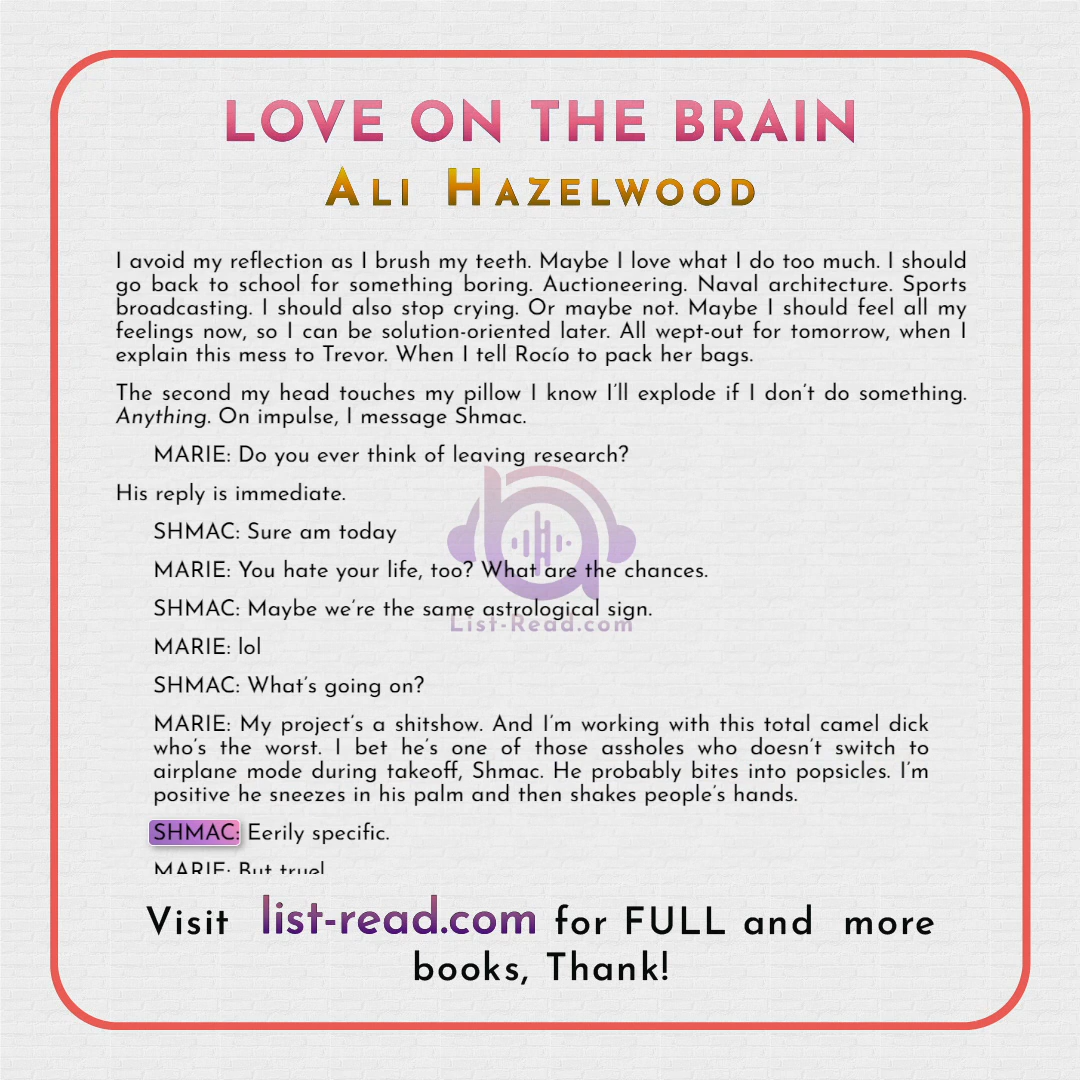 LOVE ON THE BRAIN
ALI HAZELWOOD
I avoid my reflection as I brush my teeth. Maybe I love what I do too much. I should
go back to school for something boring. Auctioneering. Naval architecture. Sports
broadcasting. I should also stop crying. Or maybe not. Maybe I should feel all my
feelings now, so I can be solution-oriented later. All wept-out for tomorrow, when I
explain this mess to Trevor. When I tell Rocío to pack her bags.
The second my head touches my pillow I know I'll explode if I don't do something.
Anything. On impulse, I message Shmac.
MARIE: Do you ever think of leaving research?
His reply is immediate.
SHMAC: Sure am today
MARIE: You hate your life, too? What are the chances.
SHMAC: Maybe we're the same astrological sign.
List-Read.com
MARIE: lol
SHMAC: What's going on?
MARIE: My project's a shitshow. And I'm working with this total camel dick
who's the worst. I bet he's one of those assholes who doesn't switch to
airplane mode during takeoff, Shmac. He probably bites into popsicles. I'm
positive he sneezes in his palm and then shakes people's hands.
SHMAC: Eerily specific.
MARIE: But true!
Visit list-read.com for FULL and more
books, Thank!